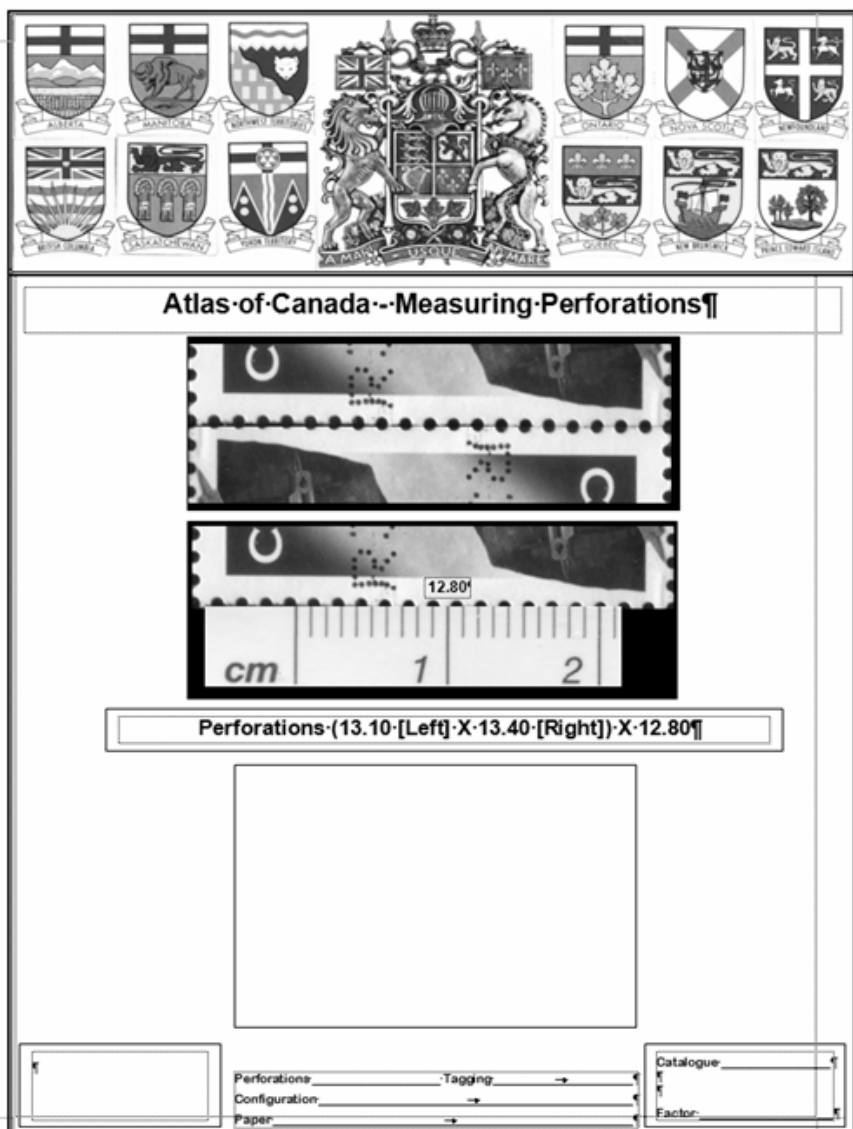 ALBERTA
MANITOBA
NORTHWEST TERRITORIES
ONTARIO
NOVA SCOTIA
NEWFOUNDLAND
BRITISH COLUMBIA
SASKATCHEWAN
YUKON TERRITORY
A MARI USQUE MARE
QUEBEC
NEW BRUNSWICK
PRINCE EDWARD ISLAND
Atlas·of·Canada·-·Measuring·Perforations¶
C
C
C
12.80
cm 1 2
Perforations·(13.10·[Left]·X·13.40·[Right])·X·12.80¶
¶
Perforations ·Tagging → ¶
Configuration → ¶
Paper → ¶
Catalogue ¶
¶
¶
Factor ¶